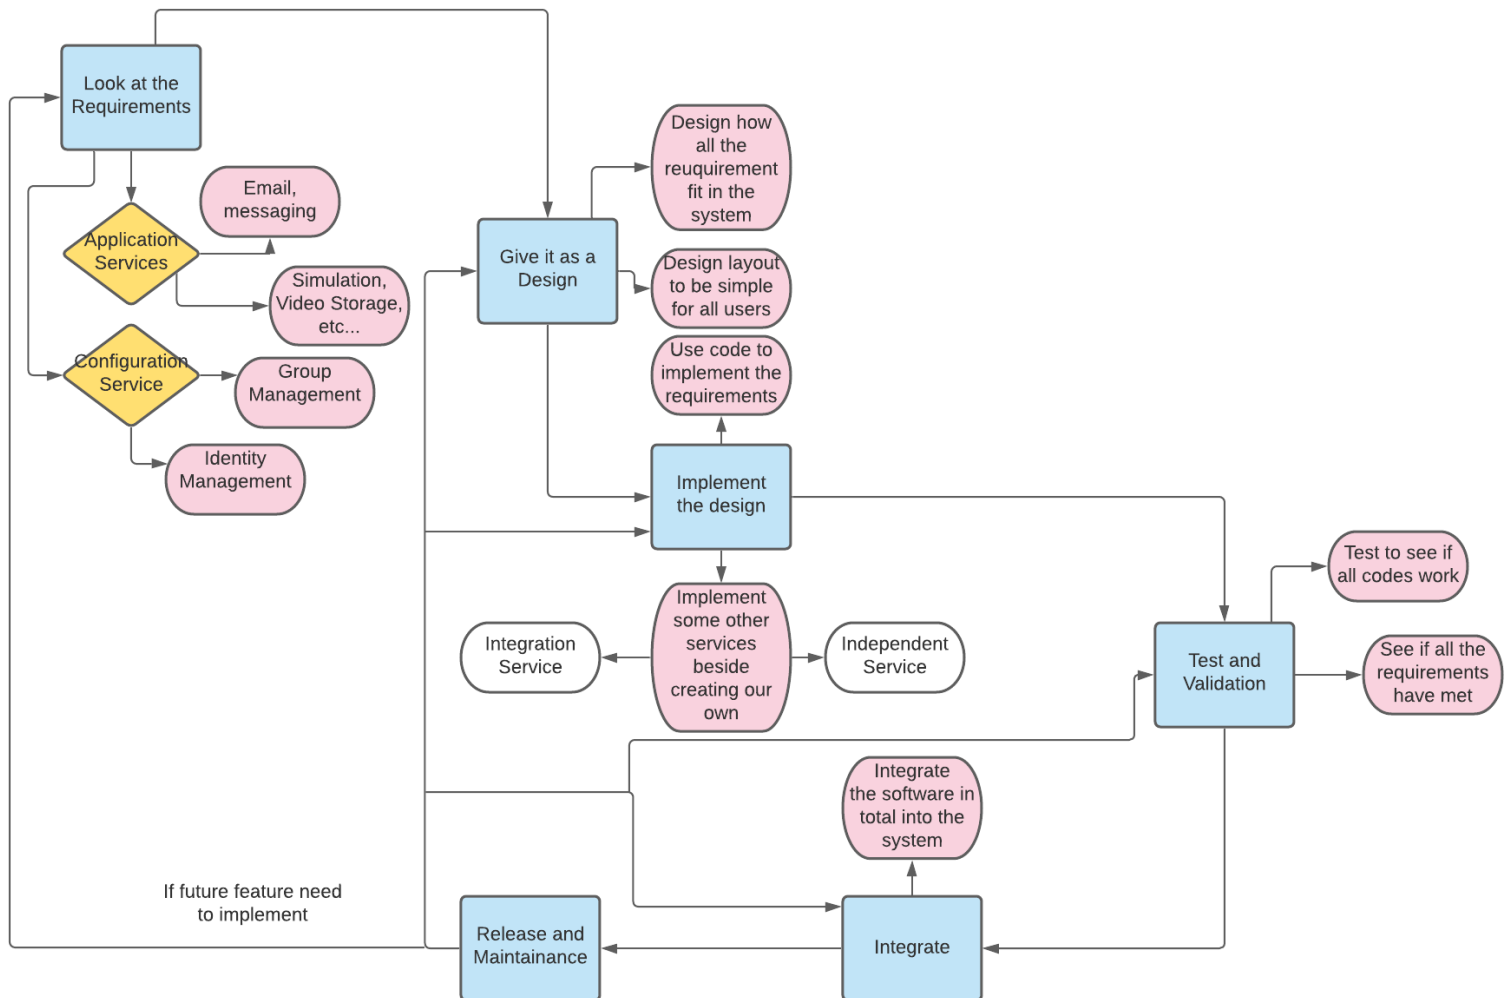 Look at the
Requirements
Email,
messaging
Application
Services
Simulation,
Video Storage,
etc...
Configuration
Service
Group
Management
Identity
Management
Design how
all the
reuquirement
fit in the
system
Give it as a
Design
Design layout
to be simple
for all users
Use code to
implement the
requirements
Implement
the design
Implement
some other
services
beside
creating our
own
Integration
Service
Independent
Service
Test to see if
all codes work
Test and
Validation
See if all the
requirements
have met
Integrate
the software in
total into the
system
Integrate
Release and
Maintainance
If future feature need
to implement